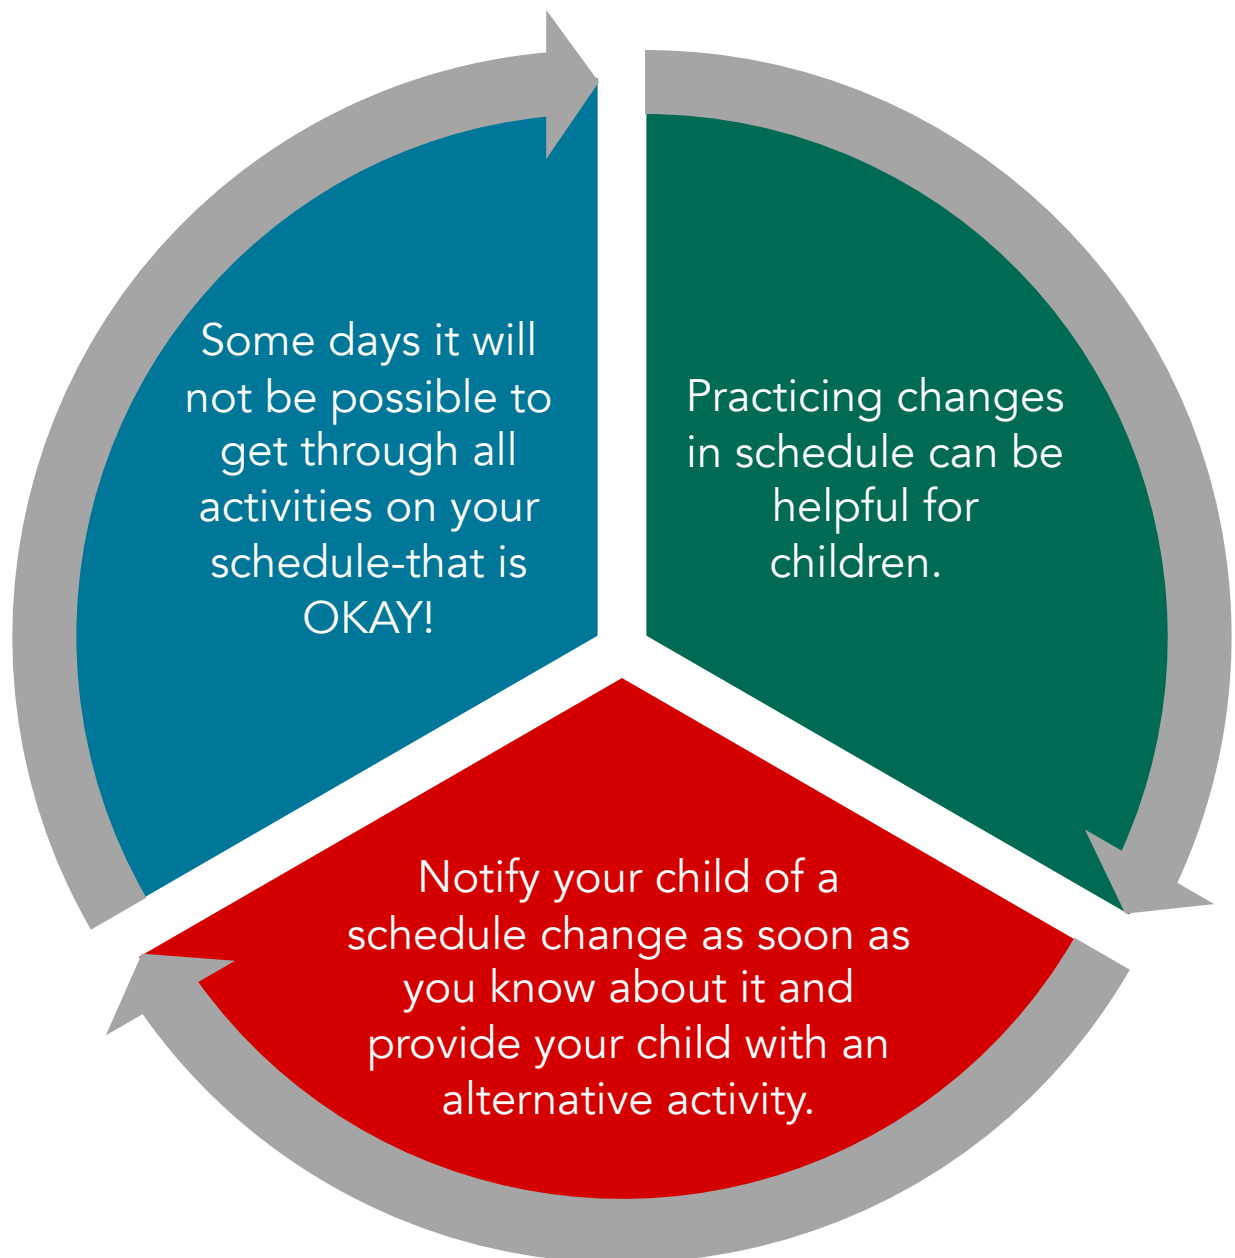 Some days it will
not be possible to
get through all
activities on your
schedule-that is
OKAY!
Practicing changes
in schedule can be
helpful for
children.
Notify your child of a
schedule change as soon as
you know about it and
provide your child with an
alternative activity.